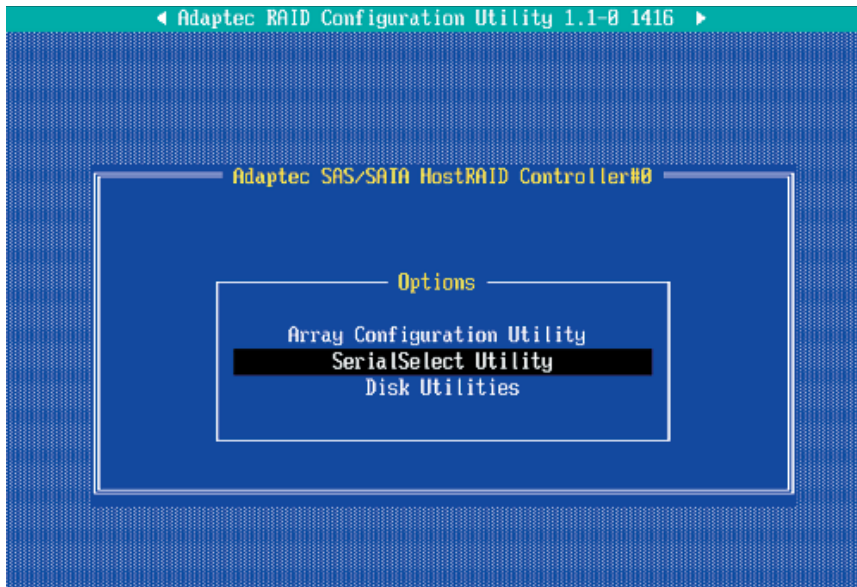 ◄ Adaptec RAID Configuration Utility 1.1-0 1416 ►
Adaptec SAS/SATA HostRAID Controller#0
Options
Array Configuration Utility
SerialSelect Utility
Disk Utilities